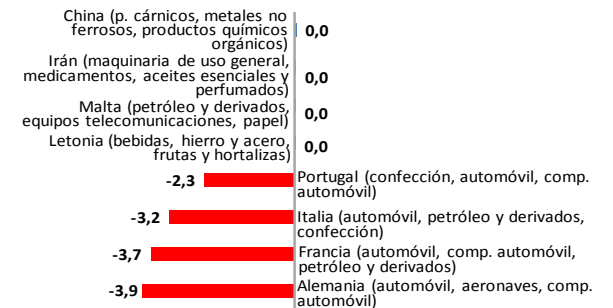 China (p. cárnicos, metales no
ferrosos, productos químicos
orgánicos)
0,0
Irán (maquinaria de uso general,
medicamentos, aceites esenciales y
perfumados)
0,0
Malta (petróleo y derivados,
equipos telecomunicaciones, papel)
0,0
Letonia (bebidas, hierro y acero,
frutas y hortalizas)
0,0
-2,3
Portugal (confección, automóvil, comp.
automóvil)
-3,2
Italia (automóvil, petróleo y derivados,
confección)
-3,7
Francia (automóvil, comp. automóvil,
petróleo y derivados)
-3,9
Alemania (automóvil, aeronaves, comp.
automóvil)